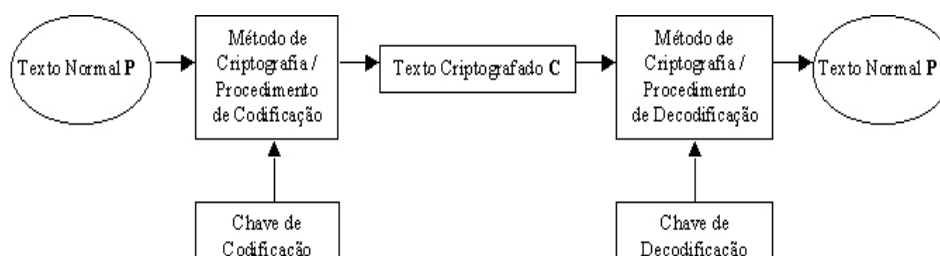 Texto Normal P
Método de
Criptografia /
Procedimento
de Codificação
Texto Criptografado C
Método de
Criptografia /
Procedimento
de Decodificação
Texto Normal P
Chave de
Codificação
Chave de
Decodificação